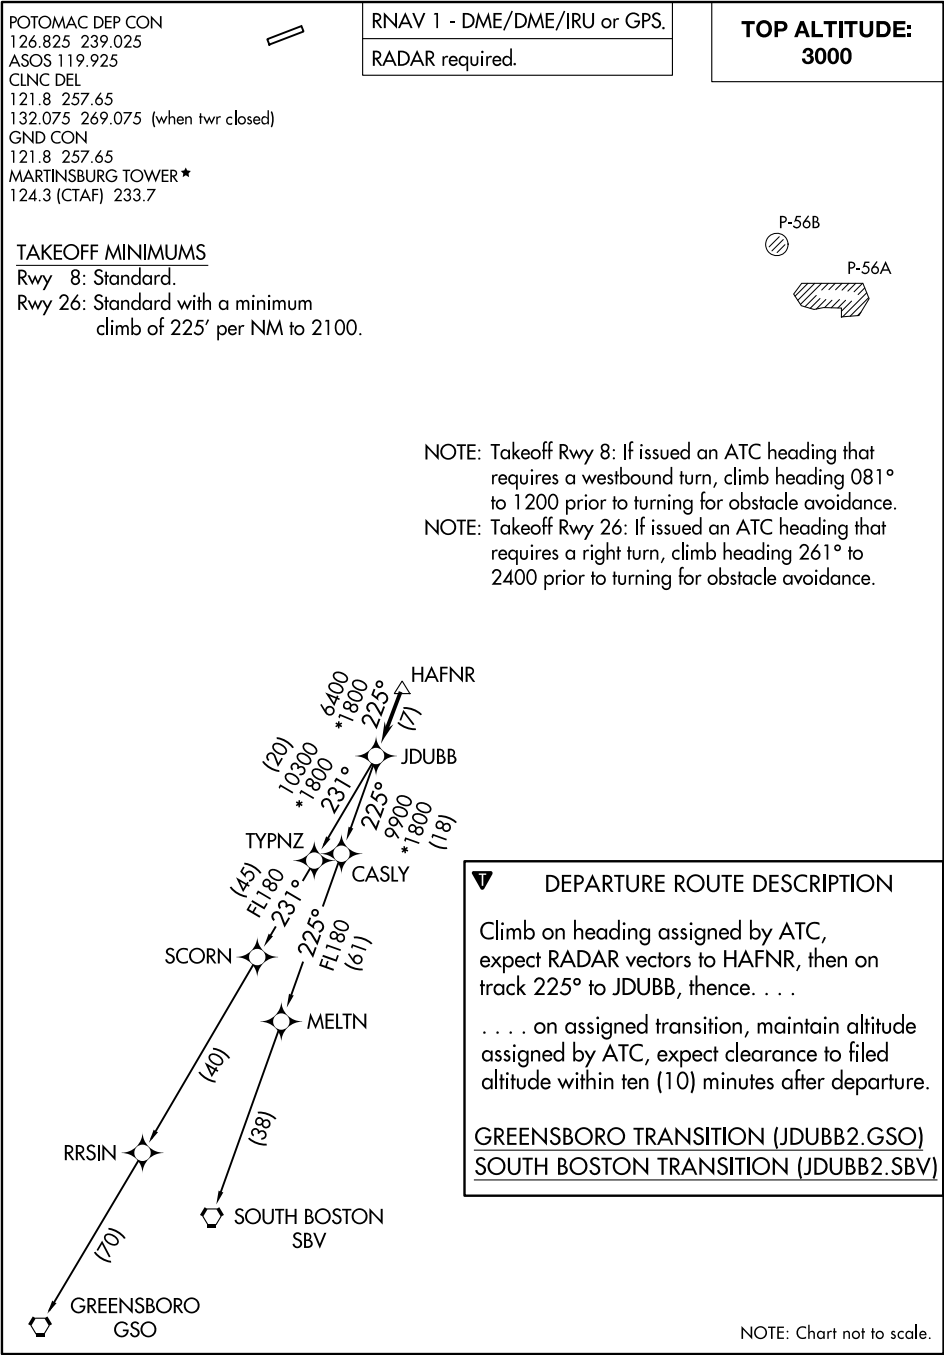 POTOMAC DEP CON
126.825 239.025
ASOS 119.925
CLNC DEL
121.8 257.65
132.075 269.075 (when twr closed)
GND CON
121.8 257.65
MARTINSBURG TOWER★
124.3 (CTAF) 233.7
RNAV 1 - DME/DME/IRU or GPS.
RADAR required.
TOP ALTITUDE:
3000
TAKEOFF MINIMUMS
Rwy 8: Standard.
Rwy 26: Standard with a minimum
climb of 225' per NM to 2100.
P-56B
P-56A
NOTE: Takeoff Rwy 8: If issued an ATC heading that
requires a westbound turn, climb heading 081°
to 1200 prior to turning for obstacle avoidance.
NOTE: Takeoff Rwy 26: If issued an ATC heading that
requires a right turn, climb heading 261° to
2400 prior to turning for obstacle avoidance.
HAFNR
6400
*1800
225°
(7)
JDUBB
(20)
10300
*1800
231°
225°
9900
*1800
(18)
TYPNZ
CASLY
(45)
FL180
231°
225°
FL180
(61)
SCORN
MELTN
(40)
(38)
RRSIN
SOUTH BOSTON
SBV
(70)
GREENSBORO
GSO
T
DEPARTURE ROUTE DESCRIPTION
Climb on heading assigned by ATC,
expect RADAR vectors to HAFNR, then on
track 225° to JDUBB, thence. . . .
. . . . on assigned transition, maintain altitude
assigned by ATC, expect clearance to filed
altitude within ten (10) minutes after departure.
GREENSBORO TRANSITION (JDUBB2.GSO)
SOUTH BOSTON TRANSITION (JDUBB2.SBV)
NOTE: Chart not to scale.